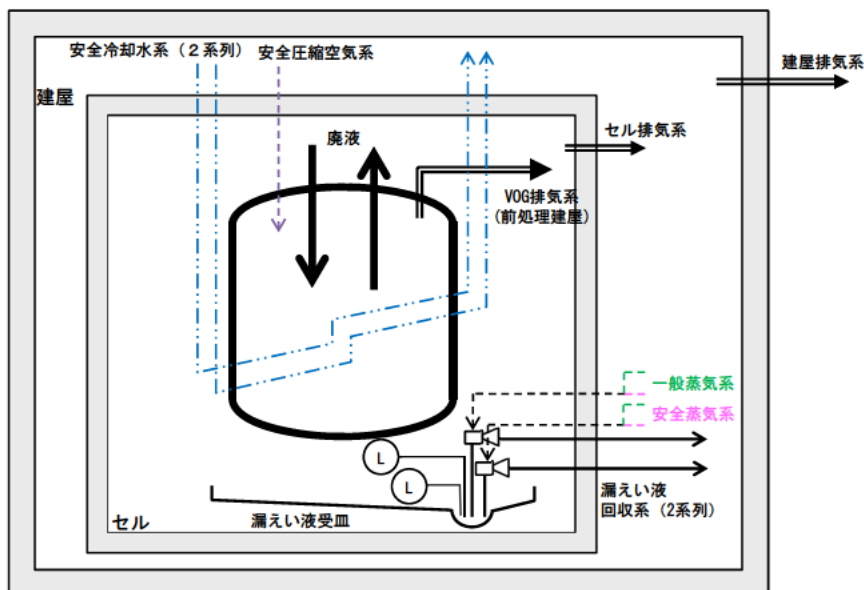 安全冷却水系（２系列）
安全圧縮空気系
建屋排気系
建屋
セル排気系
廃液
VOG排気系
(前処理建屋)
一般蒸気系
安全蒸気系
L
L
漏えい液
回収系（2系列）
漏えい液受皿
セル